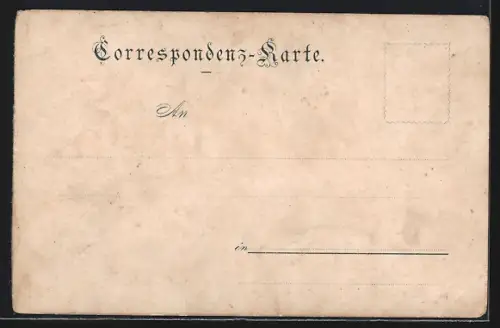 Correspondenz-Karte.
An
in